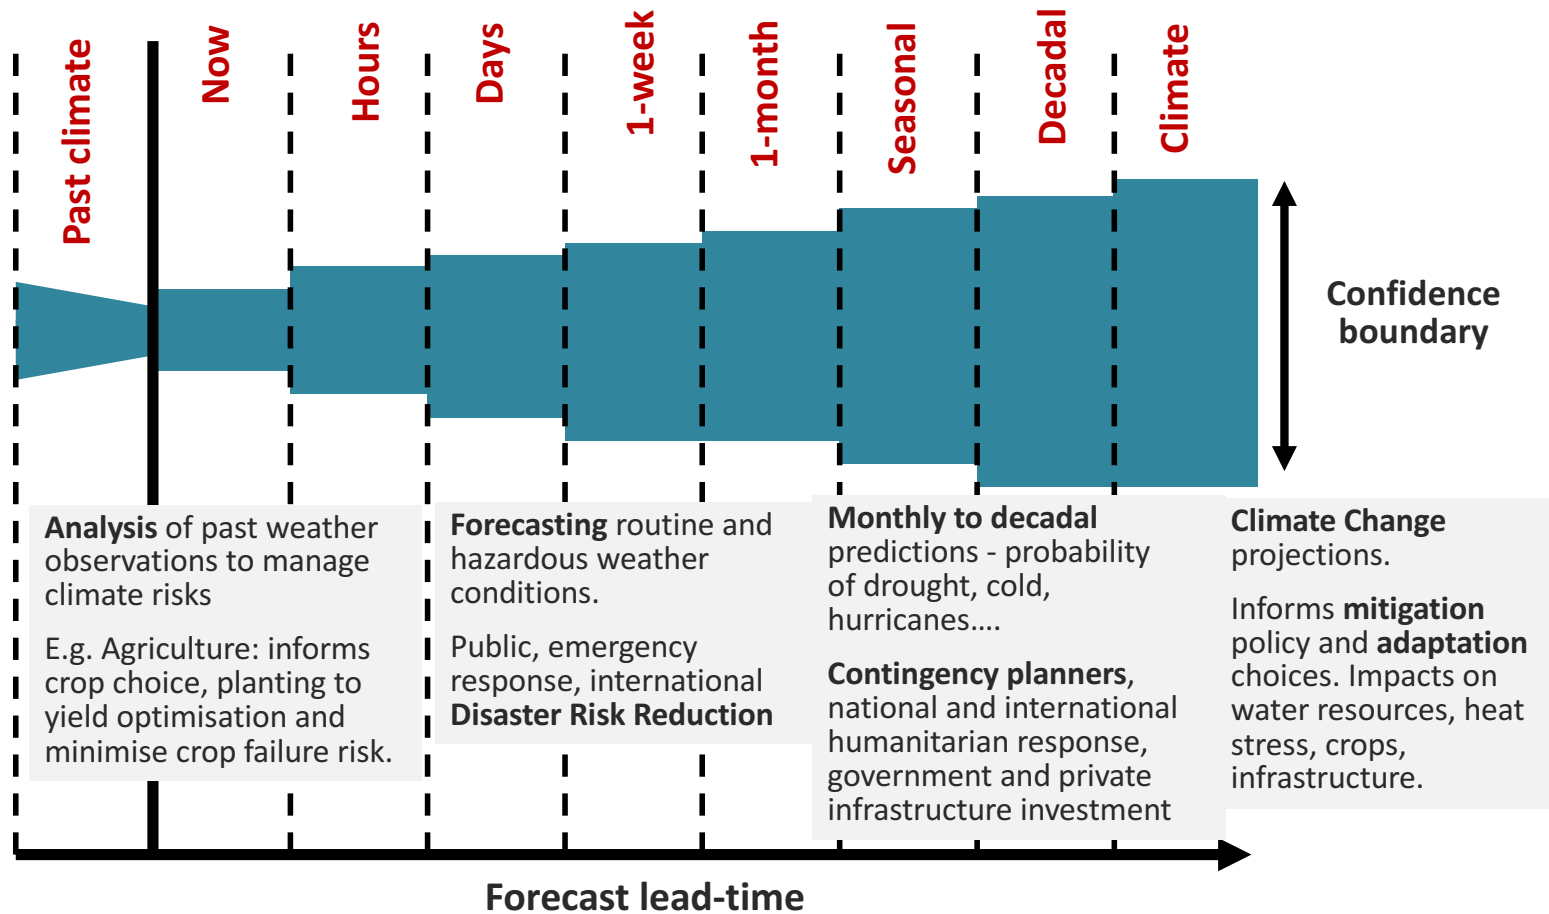 Past climate
Now
Hours
Days
1-week
1-month
Seasonal
Decadal
Climate
Confidence
boundary
Analysis of past weather
observations to manage
climate risks
E.g. Agriculture: informs
crop choice, planting to
yield optimisation and
minimise crop failure risk.
Forecasting routine and
hazardous weather
conditions.
Public, emergency
response, international
Disaster Risk Reduction
Monthly to decadal
predictions - probability
of drought, cold,
hurricanes....
Contingency planners,
national and international
humanitarian response,
government and private
infrastructure investment
Climate Change
projections.
Informs mitigation
policy and adaptation
choices. Impacts on
water resources, heat
stress, crops,
infrastructure.
Forecast lead-time